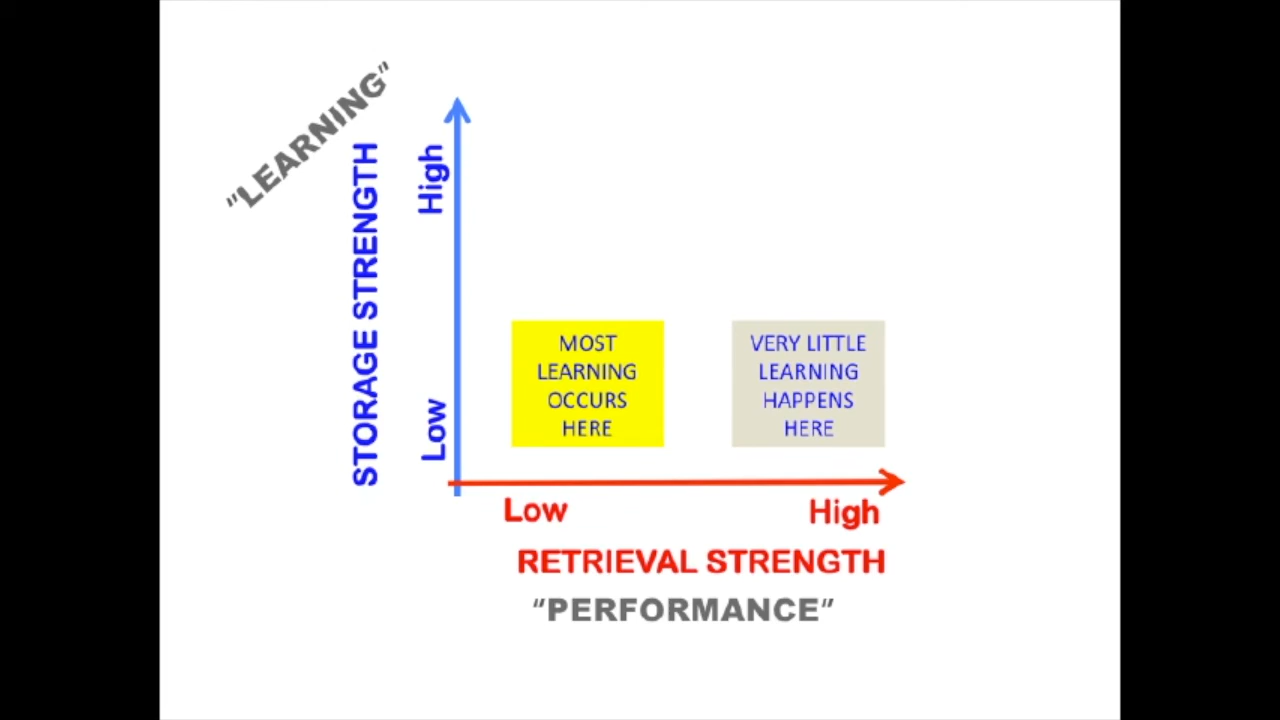 “LEARNING”
STORAGE STRENGTH
High
Low
MOST
LEARNING
OCCURS
HERE
VERY LITTLE
LEARNING
HAPPENS
HERE
Low
High
RETRIEVAL STRENGTH
“PERFORMANCE”